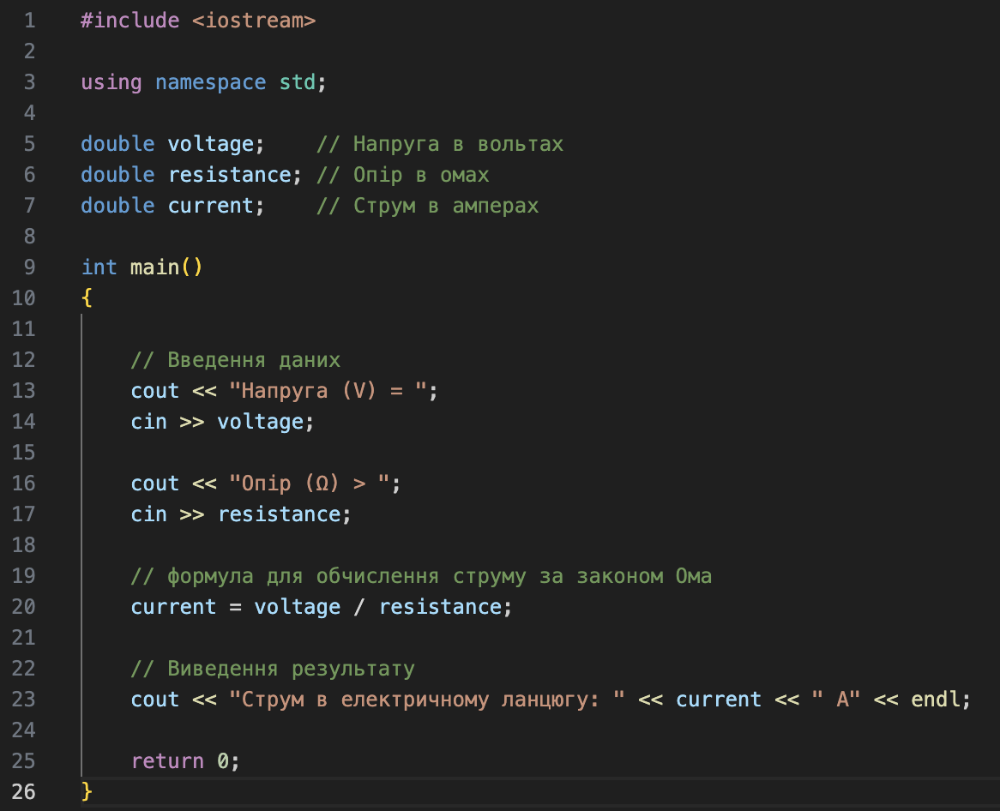 1 #include <iostream>
2
3 using namespace std;
4
5 double voltage;    // Напруга в вольтах
6 double resistance; // Опір в омах
7 double current;    // Струм в амперах
8
9 int main()
10 {
11
12     // Введення даних
13     cout << "Напруга (V) = ";
14     cin >> voltage;
15
16     cout << "Опір (Ω) > ";
17     cin >> resistance;
18
19     // формула для обчислення струму за законом Ома
20     current = voltage / resistance;
21
22     // Виведення результату
23     cout << "Струм в електричному ланцюгу: " << current << " A" << endl;
24
25     return 0;
26 }